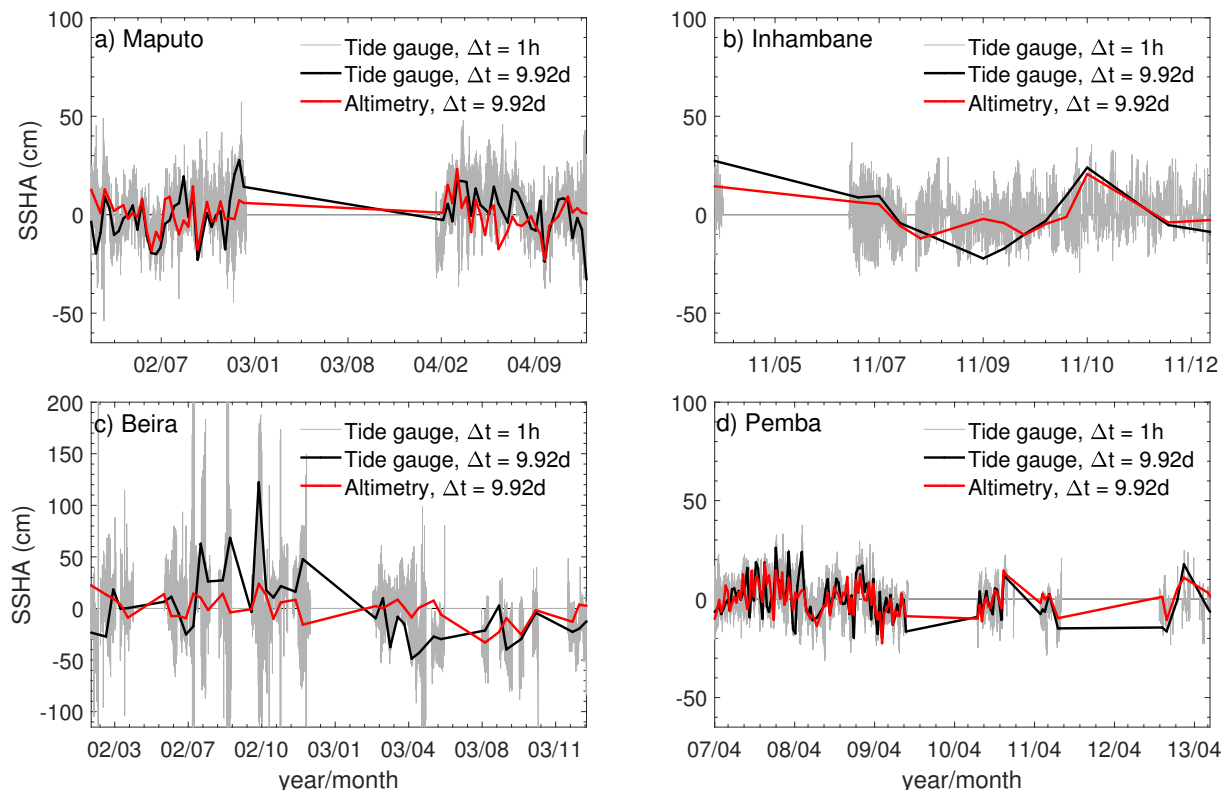 100
50
0
-50
SSHA (cm)
a) Maputo
Tide gauge, Δt = 1h
Tide gauge, Δt = 9.92d
Altimetry, Δt = 9.92d
02/07 03/01 03/08 04/02 04/09
100
50
0
-50
b) Inhambane
Tide gauge, Δt = 1h
Tide gauge, Δt = 9.92d
Altimetry, Δt = 9.92d
11/05 11/07 11/09 11/10 11/12
200
150
100
50
0
-50
-100
SSHA (cm)
c) Beira
Tide gauge, Δt = 1h
Tide gauge, Δt = 9.92d
Altimetry, Δt = 9.92d
02/03 02/07 02/10 03/01 03/04 03/08 03/11
year/month
100
50
0
-50
d) Pemba
Tide gauge, Δt = 1h
Tide gauge, Δt = 9.92d
Altimetry, Δt = 9.92d
07/04 08/04 09/04 10/04 11/04 12/04 13/04
year/month